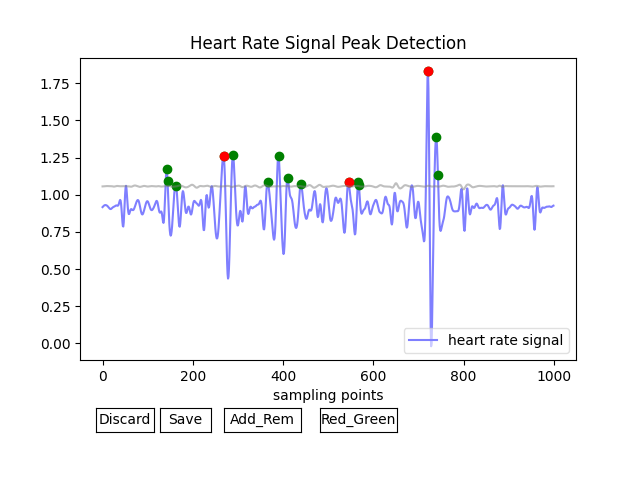 Heart Rate Signal Peak Detection
1.75
1.50
1.25
1.00
0.75
0.50
0.25
0.00
heart rate signal
0 200 400 600 800 1000
sampling points
Discard Save Add_Rem Red_Green